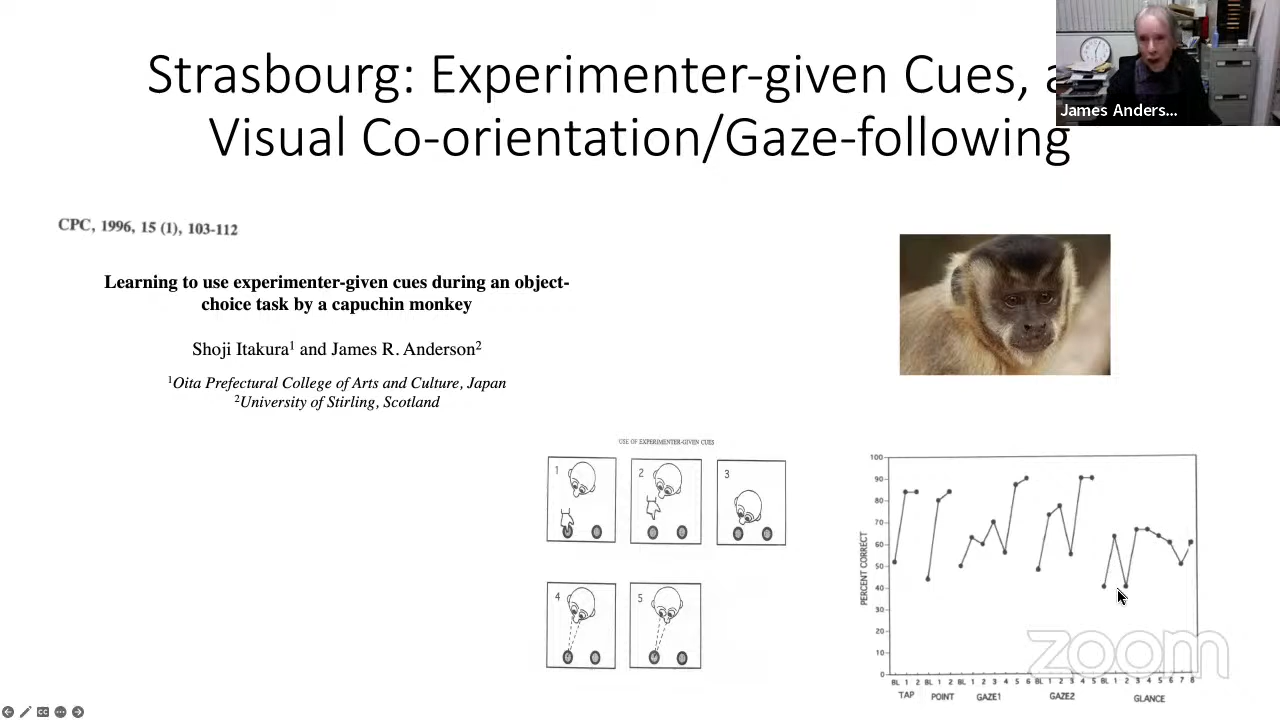 Strasbourg: Experimenter-given Cues, a
Visual Co-orientation/Gaze-following
James Anders...
CPC, 1996, 15 (1), 103-112
Learning to use experimenter-given cues during an object-
choice task by a capuchin monkey
Shoji Itakura1 and James R. Anderson2
1Oita Prefectural College of Arts and Culture, Japan
2University of Stirling, Scotland
USE OF EXPERIMENTER-GIVEN CUES
1
2
3
4
5
PERCENT CORRECT
100
90
80
70
60
50
40
30
20
10
0
BL 1 2 BL 1 2 BL 1 2 3 4 5 6 BL 1 2 3 4 5 BL 1 2 3 4 5 6 7 8
TAP POINT GAZE1 GAZE2 GLANCE
zoom